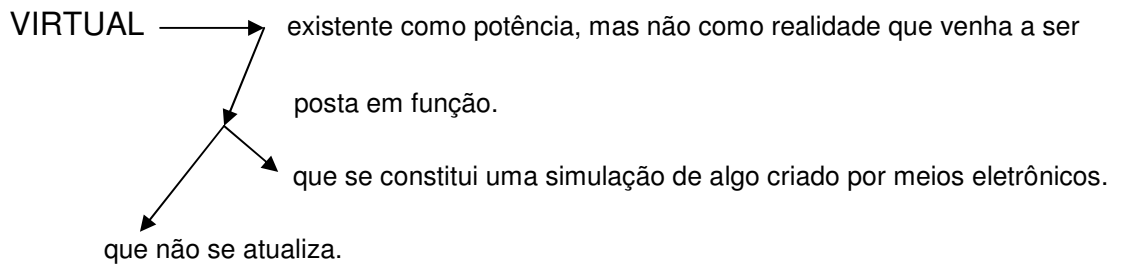 VIRTUAL existente como potência, mas não como realidade que venha a ser
posta em função.
que se constitui uma simulação de algo criado por meios eletrônicos.
que não se atualiza.